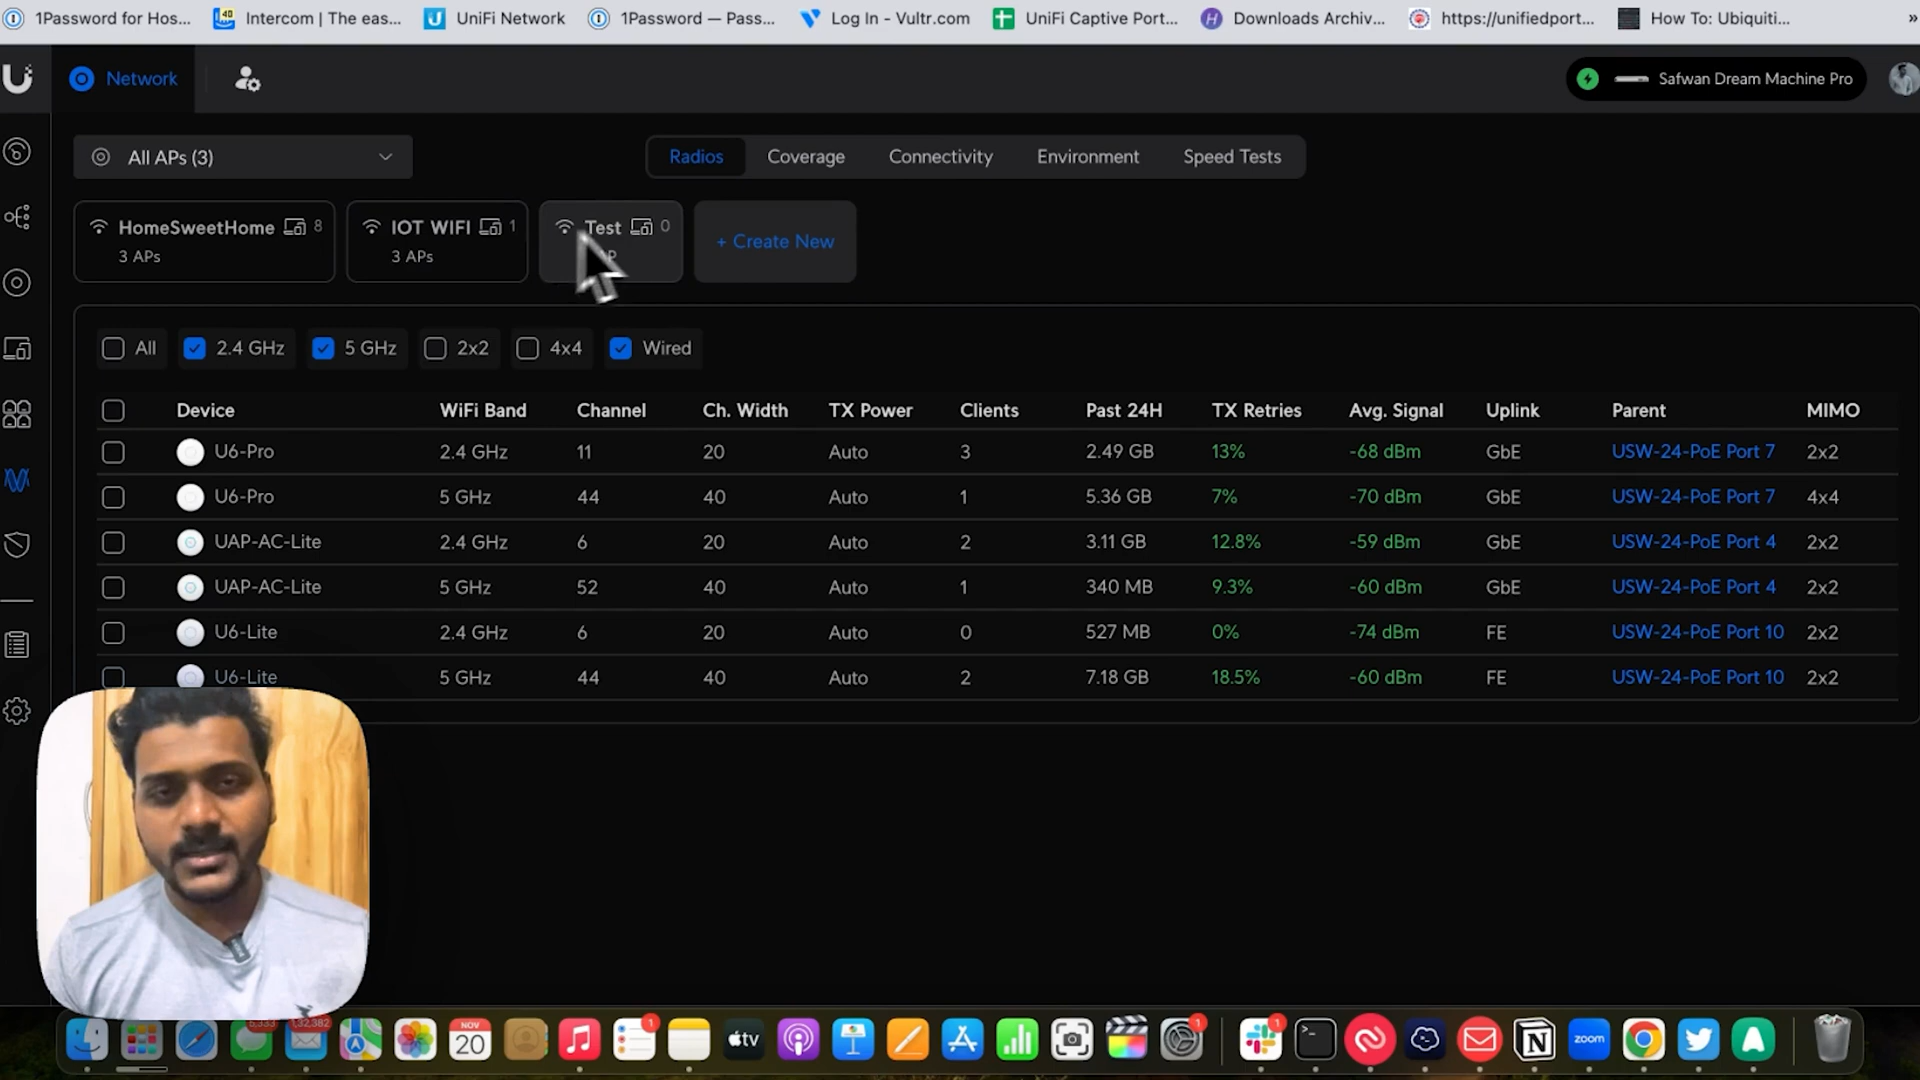 1Password for Hos...
Intercom | The eas...
UniFi Network
1Password — Pass...
Log In - Vultr.com
UniFi Captive Port...
Downloads Archiv...
https://unifiedport...
How To: Ubiquiti...
»
Network
Safwan Dream Machine Pro
All APs (3)
Radios
Coverage
Connectivity
Environment
Speed Tests
HomeSweetHome 8
3 APs
IOT WIFI 1
3 APs
Test 0
+ Create New
All
2.4 GHz
5 GHz
2x2
4x4
Wired
Device WiFi Band Channel Ch. Width TX Power Clients Past 24H TX Retries Avg. Signal Uplink Parent MIMO
U6-Pro 2.4 GHz 11 20 Auto 3 2.49 GB 13% -68 dBm GbE USW-24-PoE Port 7 2x2
U6-Pro 5 GHz 44 40 Auto 1 5.36 GB 7% -70 dBm GbE USW-24-PoE Port 7 4x4
UAP-AC-Lite 2.4 GHz 6 20 Auto 2 3.11 GB 12.8% -59 dBm GbE USW-24-PoE Port 4 2x2
UAP-AC-Lite 5 GHz 52 40 Auto 1 340 MB 9.3% -60 dBm GbE USW-24-PoE Port 4 2x2
U6-Lite 2.4 GHz 6 20 Auto 0 527 MB 0% -74 dBm FE USW-24-PoE Port 10 2x2
U6-Lite 5 GHz 44 40 Auto 2 7.18 GB 18.5% -60 dBm FE USW-24-PoE Port 10 2x2
6,333
1,32,382
NOV
20
1
tv
1
1
zoom